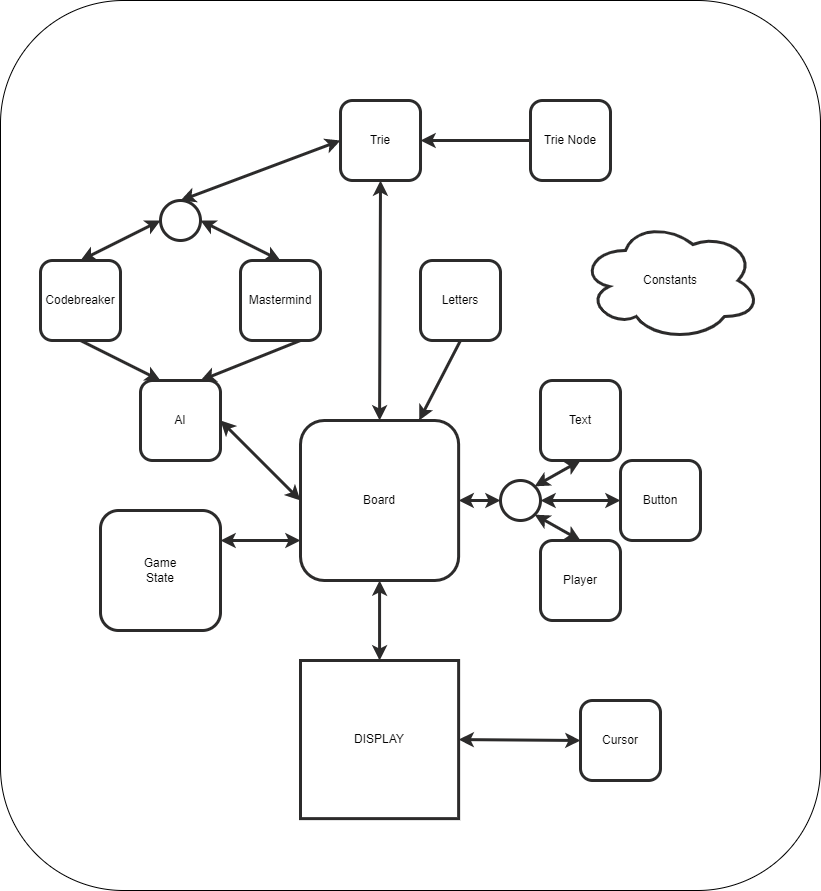 Trie
Trie Node
Codebreaker
Mastermind
Letters
Constants
AI
Text
Board
Button
Game
State
Player
DISPLAY
Cursor